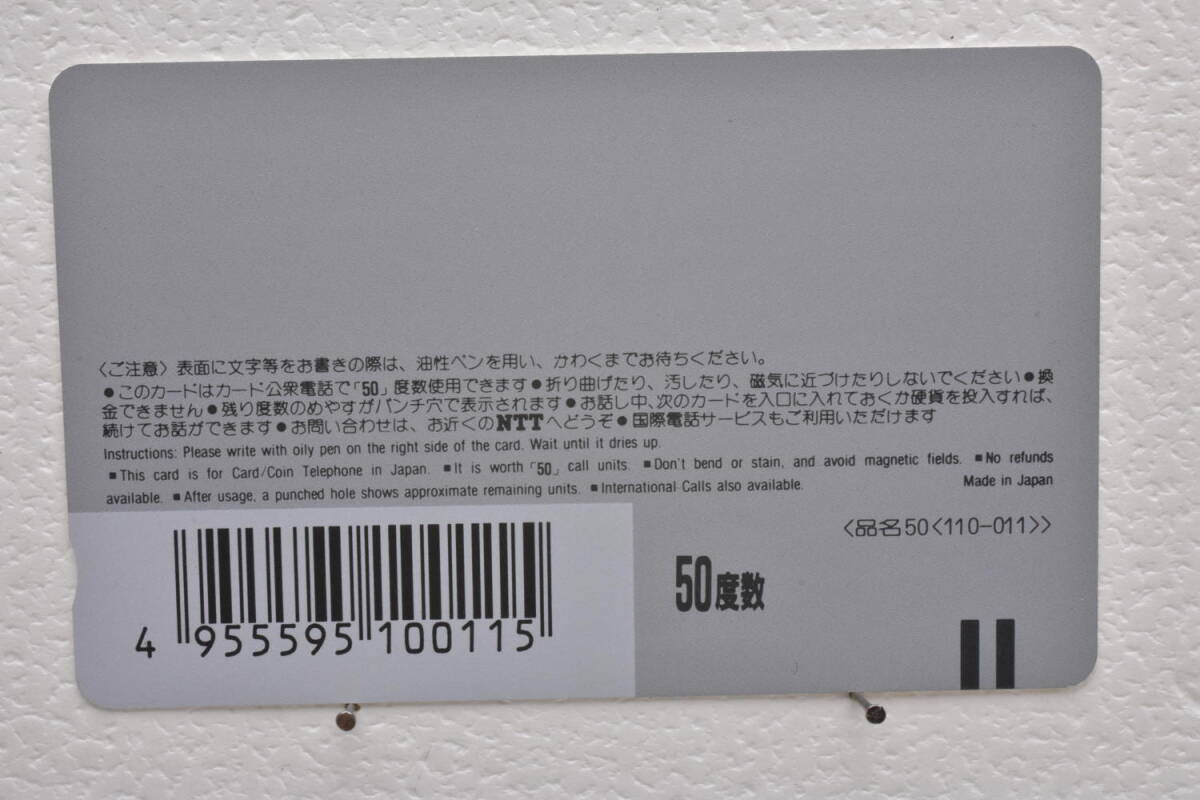 〈ご注意〉表面に文字等をお書きの際は、油性ペンを用い、かわくまでお待ちください。
●このカードはカード公衆電話で「50」度数使用できます●折り曲げたり、汚したり、磁気に近づけたりしないでください●換
金できません●残り度数のめやすがパンチ穴で表示されます●お話し中、次のカードを入口に入れておくか硬貨を投入すれば、
続けてお話ができます●お問い合わせは、お近くのNTTへどうぞ●国際電話サービスもご利用いただけます
Instructions: Please write with oily pen on the right side of the card. Wait until it dries up.
■This card is for Card/Coin Telephone in Japan. ■It is worth「50」call units. ■Don't bend or stain, and avoid magnetic fields. ■No refunds
available. ■After usage, a punched hole shows approximate remaining units. ■International Calls also available.
Made in Japan
〈品名50〈110-011〉〉
50度数
4 955595 100115